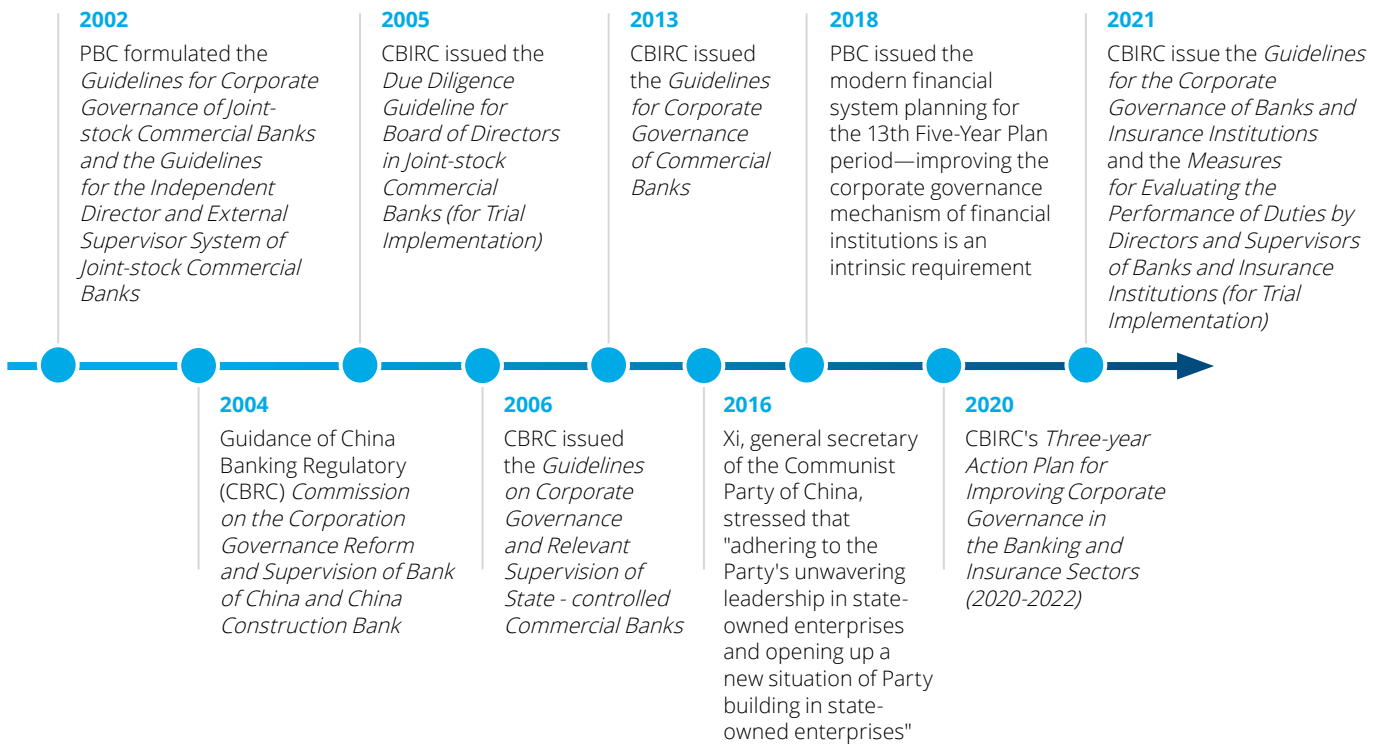 2002
PBC formulated the
Guidelines for Corporate
Governance of Joint-
stock Commercial Banks
and the Guidelines
for the Independent
Director and External
Supervisor System of
Joint-stock Commercial
Banks
2005
CBIRC issued the
Due Diligence
Guideline for
Board of Directors
in Joint-stock
Commercial
Banks (for Trial
Implementation)
2013
CBIRC issued
the Guidelines
for Corporate
Governance
of Commercial
Banks
2018
PBC issued the
modern financial
system planning for
the 13th Five-Year Plan
period—improving the
corporate governance
mechanism of financial
institutions is an
intrinsic requirement
2021
CBIRC issue the Guidelines
for the Corporate
Governance of Banks and
Insurance Institutions
and the Measures
for Evaluating the
Performance of Duties by
Directors and Supervisors
of Banks and Insurance
Institutions (for Trial
Implementation)
2004
Guidance of China
Banking Regulatory
(CBRC) Commission
on the Corporation
Governance Reform
and Supervision of Bank
of China and China
Construction Bank
2006
CBRC issued
the Guidelines
on Corporate
Governance
and Relevant
Supervision of
State - controlled
Commercial Banks
2016
Xi, general secretary
of the Communist
Party of China,
stressed that
"adhering to the
Party's unwavering
leadership in state-
owned enterprises
and opening up a
new situation of Party
building in state-
owned enterprises"
2020
CBIRC's Three-year
Action Plan for
Improving Corporate
Governance in
the Banking and
Insurance Sectors
(2020-2022)